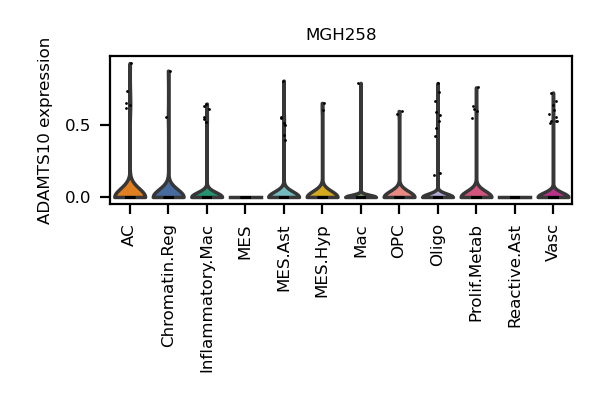 MGH258
ADAMTS10 expression
0.5
0.0
AC
Chromatin.Reg
Inflammatory.Mac
MES
MES.Ast
MES.Hyp
Mac
OPC
Oligo
Prolif.Metab
Reactive.Ast
Vasc